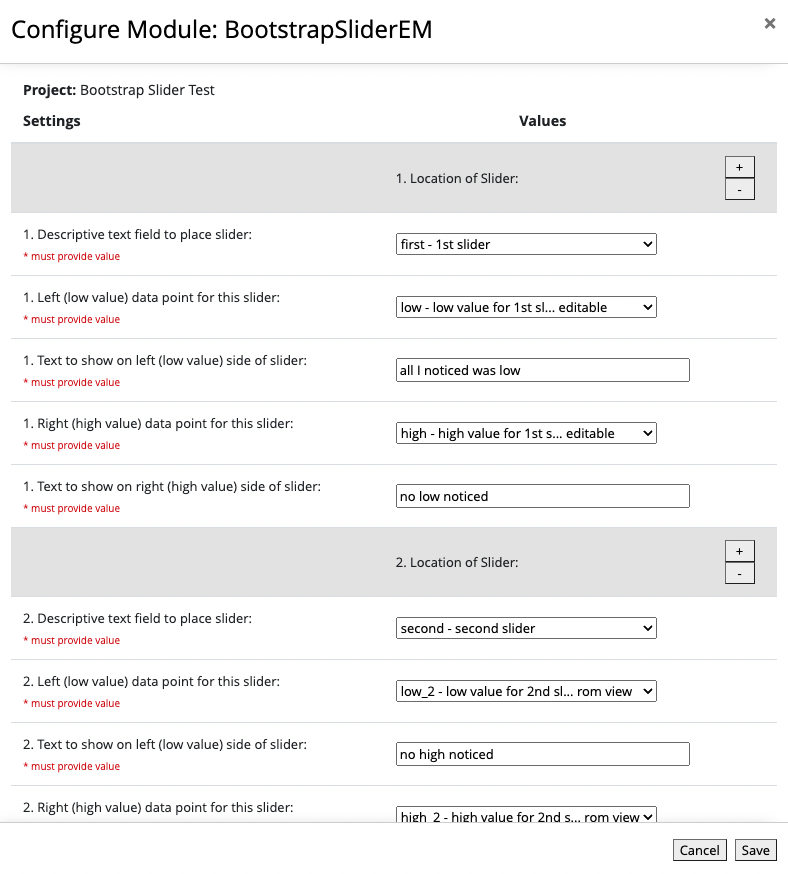 Configure Module: BootstrapSliderEM
×
Project: Bootstrap Slider Test
Settings Values
1. Location of Slider:
+
-
1. Descriptive text field to place slider:
* must provide value
first - 1st slider
1. Left (low value) data point for this slider:
* must provide value
low - low value for 1st sl... editable
1. Text to show on left (low value) side of slider:
* must provide value
all I noticed was low
1. Right (high value) data point for this slider:
* must provide value
high - high value for 1st s... editable
1. Text to show on right (high value) side of slider:
* must provide value
no low noticed
2. Location of Slider:
+
-
2. Descriptive text field to place slider:
* must provide value
second - second slider
2. Left (low value) data point for this slider:
* must provide value
low_2 - low value for 2nd sl... rom view
2. Text to show on left (low value) side of slider:
* must provide value
no high noticed
2. Right (high value) data point for this slider:
high_2 - high value for 2nd s... rom view
Cancel Save